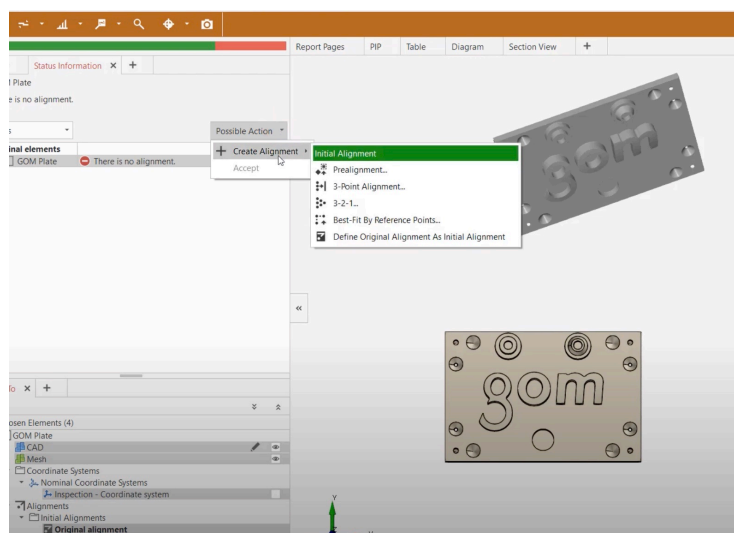 Report Pages PIP Table Diagram Section View
Status Information
Plate
e is no alignment.
Possible Action
inal elements
GOM Plate There is no alignment.
Create Alignment
Accept
Initial Alignment
Prealignment...
3-Point Alignment...
3-2-1...
Best-Fit By Reference Points...
Define Original Alignment As Initial Alignment
gom
gom
osen Elements (4)
GOM Plate
CAD
Mesh
Coordinate Systems
Nominal Coordinate Systems
Inspection - Coordinate system
Alignments
Initial Alignments
Original alignment
Y